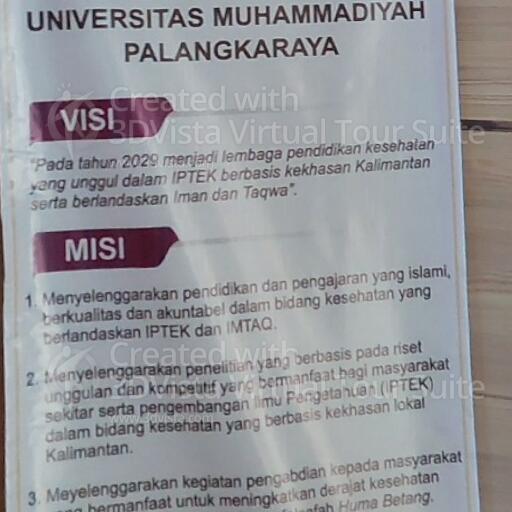 UNIVERSITAS MUHAMMADIYAH
PALANGKARAYA
VISI
"Pada tahun 2029 menjadi lembaga pendidikan kesehatan
yang unggul dalam IPTEK berbasis kekhasan Kalimantan
serta berlandaskan Iman dan Taqwa".
MISI
1. Menyelenggarakan pendidikan dan pengajaran yang islami,
berkualitas dan akuntabel dalam bidang kesehatan yang
berlandaskan IPTEK dan IMTAQ.
2. Menyelenggarakan penelitian yang berbasis pada riset
unggulan dan kompetitif yang bermanfaat bagi masyarakat
sekitar serta pengembangan Ilmu Pengetahuan (IPTEK)
dalam bidang kesehatan yang berbasis kekhasan lokal
Kalimantan.
3. Meyelenggarakan kegiatan pengabdian kepada masyarakat
bermanfaat untuk meningkatkan derajat kesehatan
Huma Betang.
Created with
3DVista Virtual Tour Suite
Created with
3DVista Virtual Tour Suite
www.3dvista.com